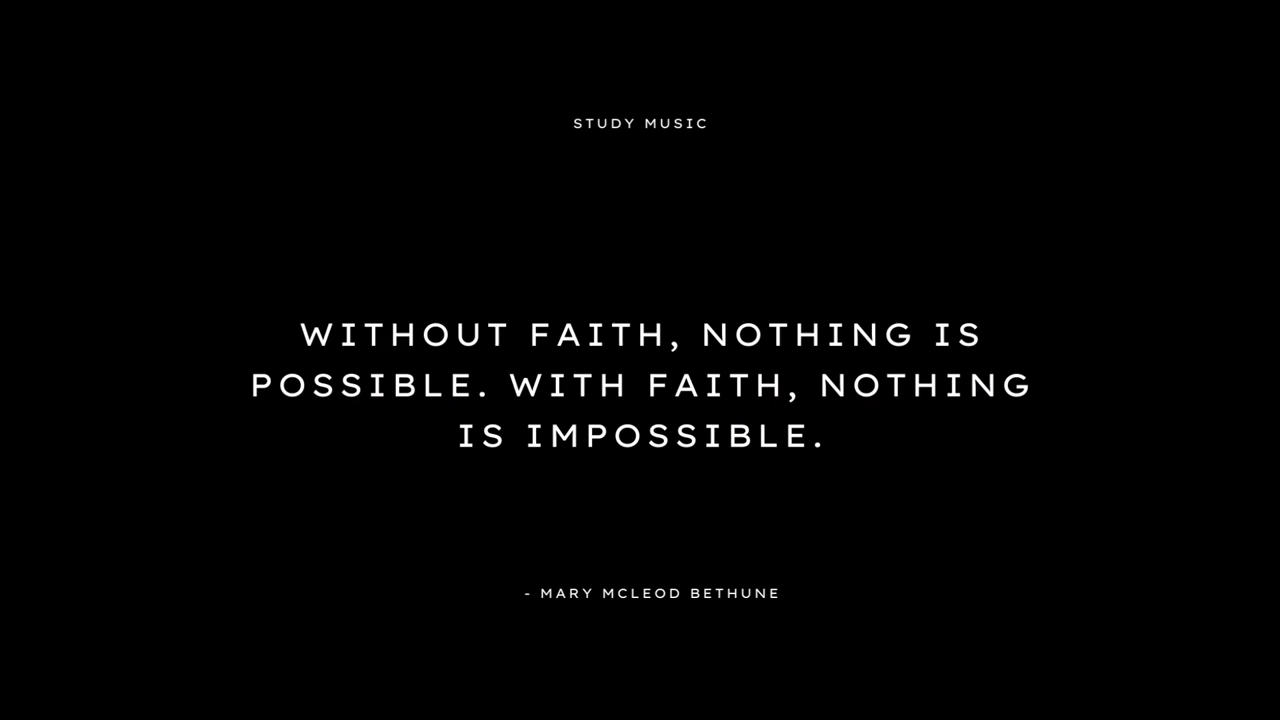 STUDY MUSIC
WITHOUT FAITH, NOTHING IS
POSSIBLE. WITH FAITH, NOTHING
IS IMPOSSIBLE.
- MARY MCLEOD BETHUNE